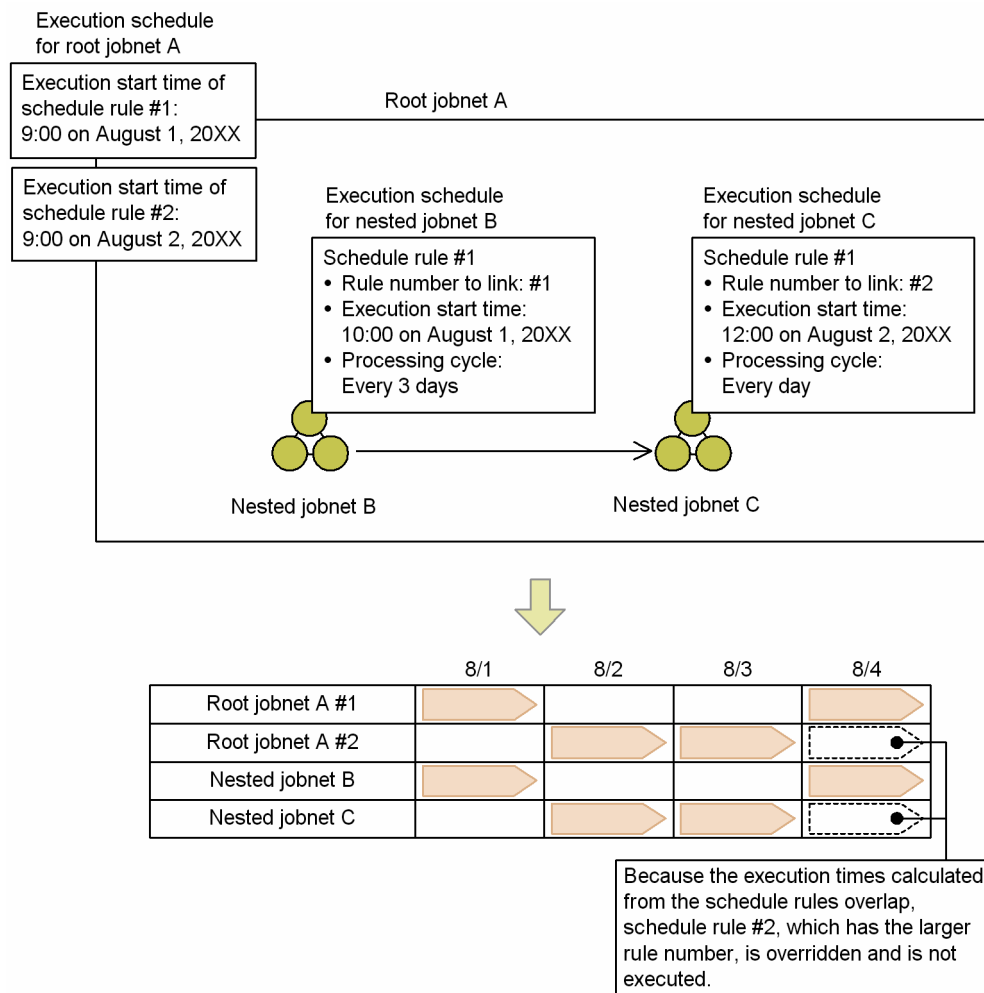 Execution schedule
for root jobnet A
Execution start time of
schedule rule #1:
9:00 on August 1, 20XX
Root jobnet A
Execution start time of
schedule rule #2:
9:00 on August 2, 20XX
Execution schedule
for nested jobnet B
Schedule rule #1
• Rule number to link: #1
• Execution start time:
10:00 on August 1, 20XX
• Processing cycle:
Every 3 days
Nested jobnet B
Execution schedule
for nested jobnet C
Schedule rule #1
• Rule number to link: #2
• Execution start time:
12:00 on August 2, 20XX
• Processing cycle:
Every day
Nested jobnet C
8/1 8/2 8/3 8/4
Root jobnet A #1
Root jobnet A #2
Nested jobnet B
Nested jobnet C
Because the execution times calculated
from the schedule rules overlap,
schedule rule #2, which has the larger
rule number, is overridden and is not
executed.